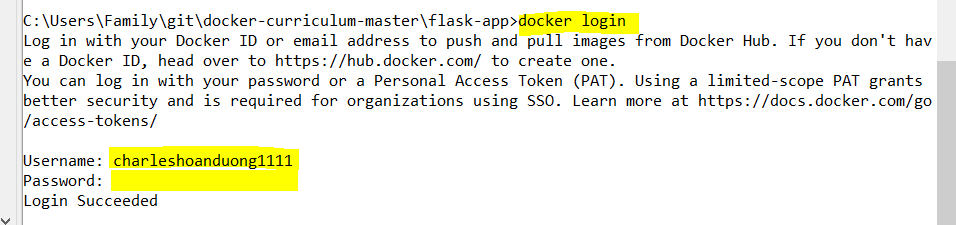 C:\Users\Family\git\docker-curriculum-master\flask-app>docker login
Log in with your Docker ID or email address to push and pull images from Docker Hub. If you don't hav
e a Docker ID, head over to https://hub.docker.com/ to create one.
You can log in with your password or a Personal Access Token (PAT). Using a limited-scope PAT grants
better security and is required for organizations using SSO. Learn more at https://docs.docker.com/go
/access-tokens/
Username: charleshoanduong1111
Password:
Login Succeeded